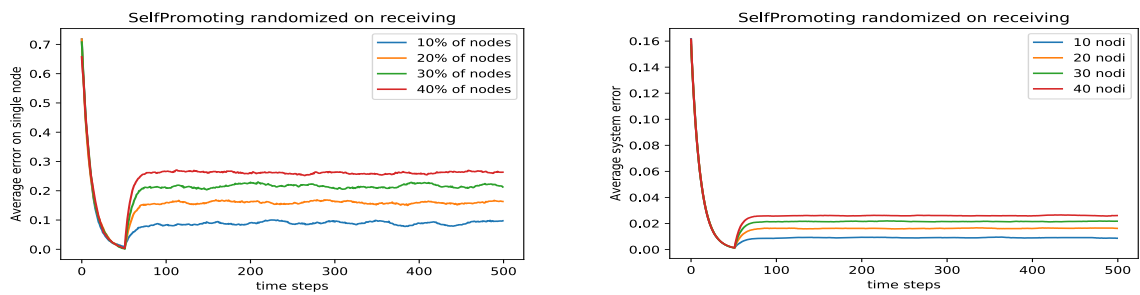 SelfPromoting randomized on receiving
Average error on single node
0.7
0.6
0.5
0.4
0.3
0.2
0.1
0.0
10% of nodes
20% of nodes
30% of nodes
40% of nodes
0 100 200 300 400 500
time steps
SelfPromoting randomized on receiving
Average system error
0.16
0.14
0.12
0.10
0.08
0.06
0.04
0.02
0.00
10 nodi
20 nodi
30 nodi
40 nodi
0 100 200 300 400 500
time steps